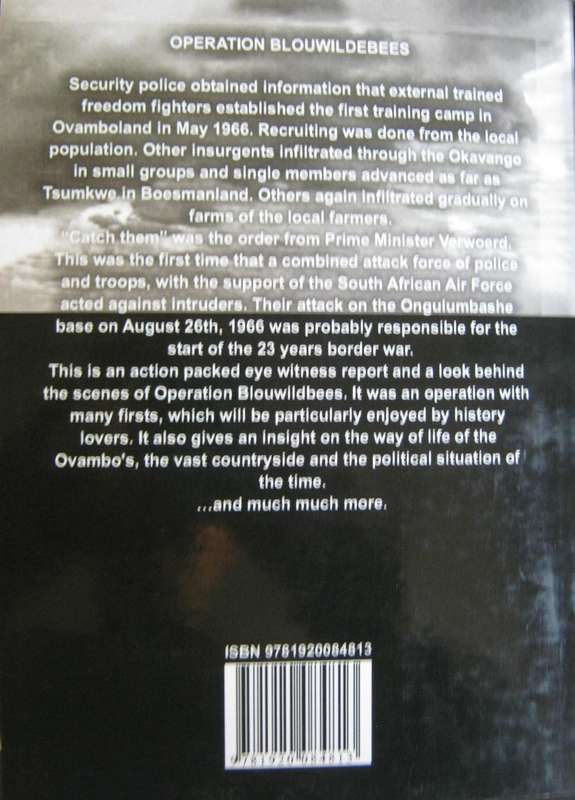 OPERATION BLOUWILDEBEES
Security police obtained information that external trained
freedom fighters established the first training camp in
Ovamboland in May 1966. Recruiting was done from the local
population. Other insurgents infiltrated through the Okavango
in small groups and single members advanced as far as
Tsumkwe in Boesmanland. Others again infiltrated gradually on
farms of the local farmers.
"Catch them" was the order from Prime Minister Verwoerd.
This was the first time that a combined attack force of police
and troops, with the support of the South African Air Force
acted against intruders. Their attack on the Ongulumbashe
base on August 26th, 1966 was probably responsible for the
start of the 23 years border war.
This is an action packed eye witness report and a look behind
the scenes of Operation Blouwildbees. It was an operation with
many firsts, which will be particularly enjoyed by history
lovers. It also gives an insight on the way of life of the
Ovambo's, the vast countryside and the political situation of
the time.
...and much much more.
ISBN 9781920084813
9781920084813